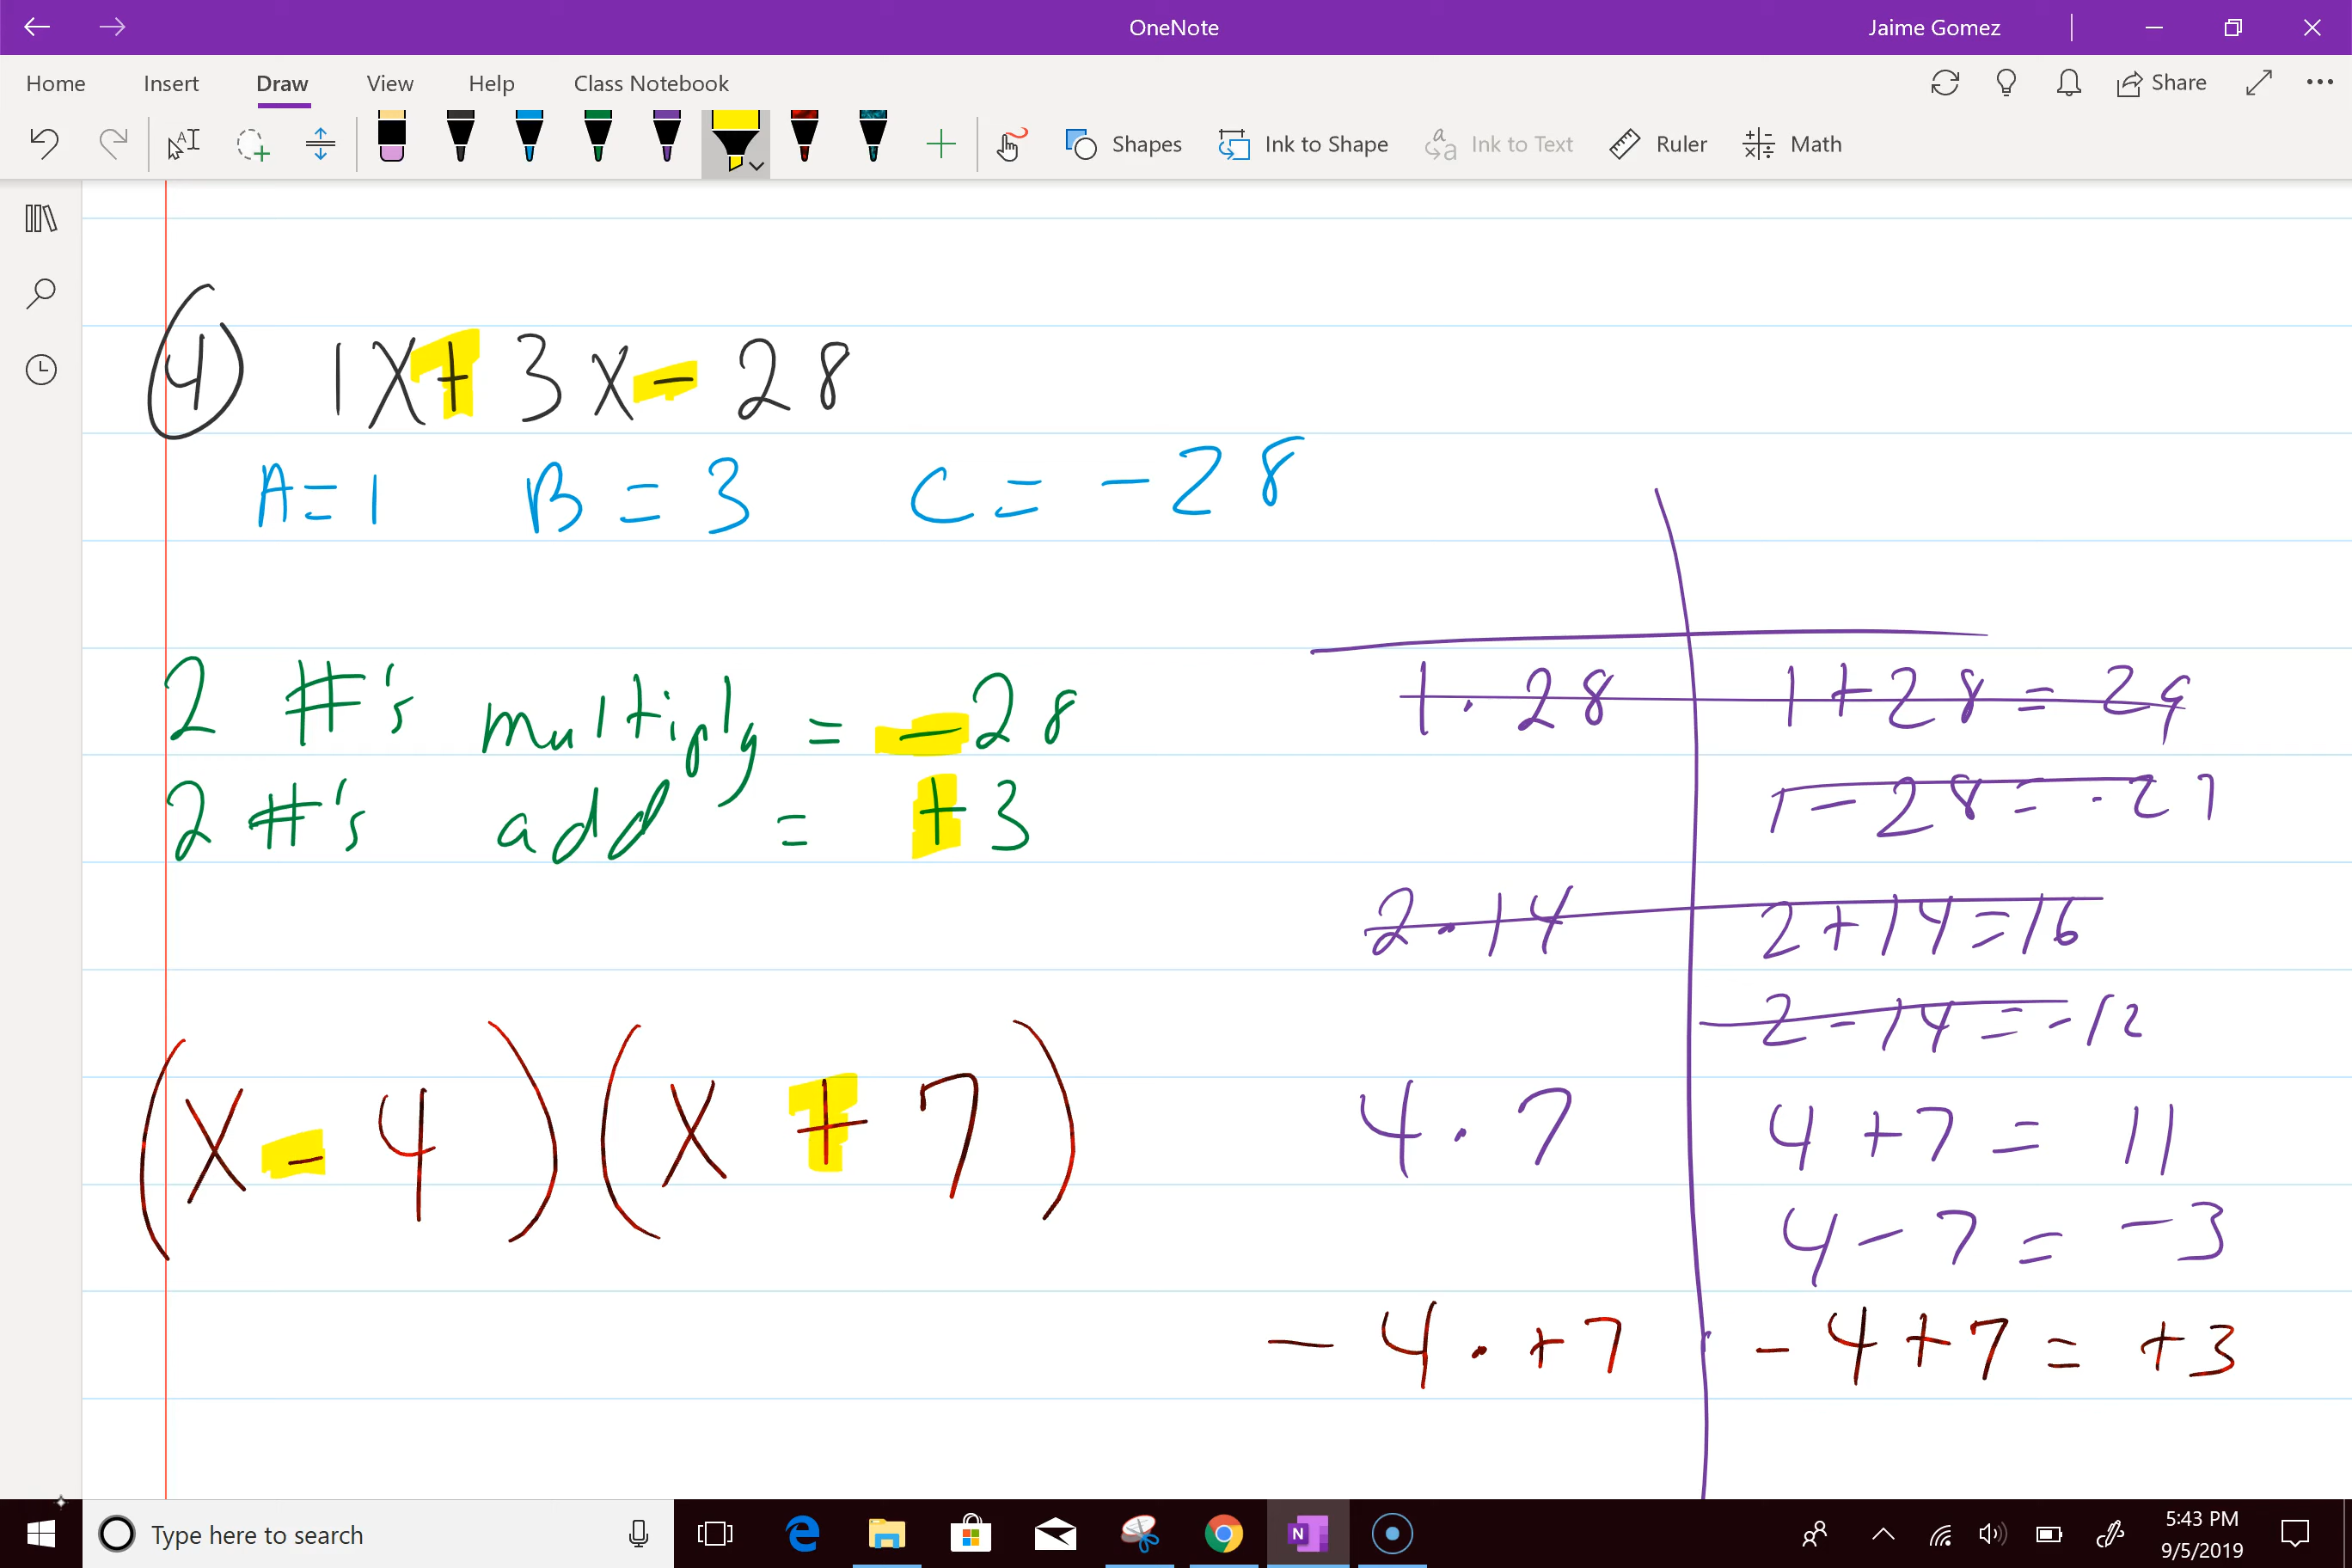 OneNote
Jaime Gomez
Home Insert Draw View Help Class Notebook Share
Shapes Ink to Shape Ink to Text Ruler Math
4 1x+3x-28
A=1 B=3 C=-28
2 #'s multiply = -28
2 #'s add = +3
(x-4)(x+7)
1·28 1+28=29
1-28=-27
2·14 2+14=16
2-14=-12
4·7 4+7=11
4-7=-3
-4·+7 -4+7=+3
Type here to search
5:43 PM
9/5/2019